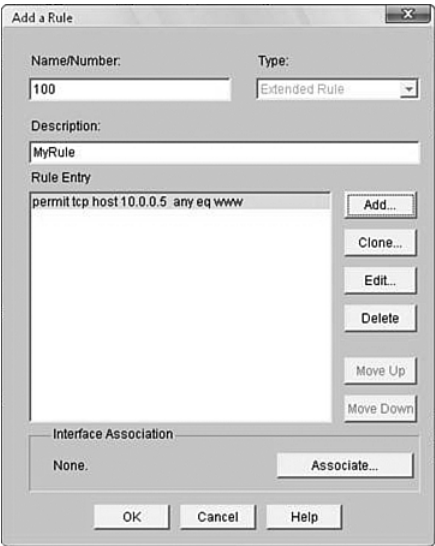 Add a Rule
Name/Number: Type:
100 Extended Rule
Description:
MyRule
Rule Entry
permit tcp host 10.0.0.5 any eq www
Add...
Clone...
Edit...
Delete
Move Up
Move Down
Interface Association
None. Associate...
OK Cancel Help